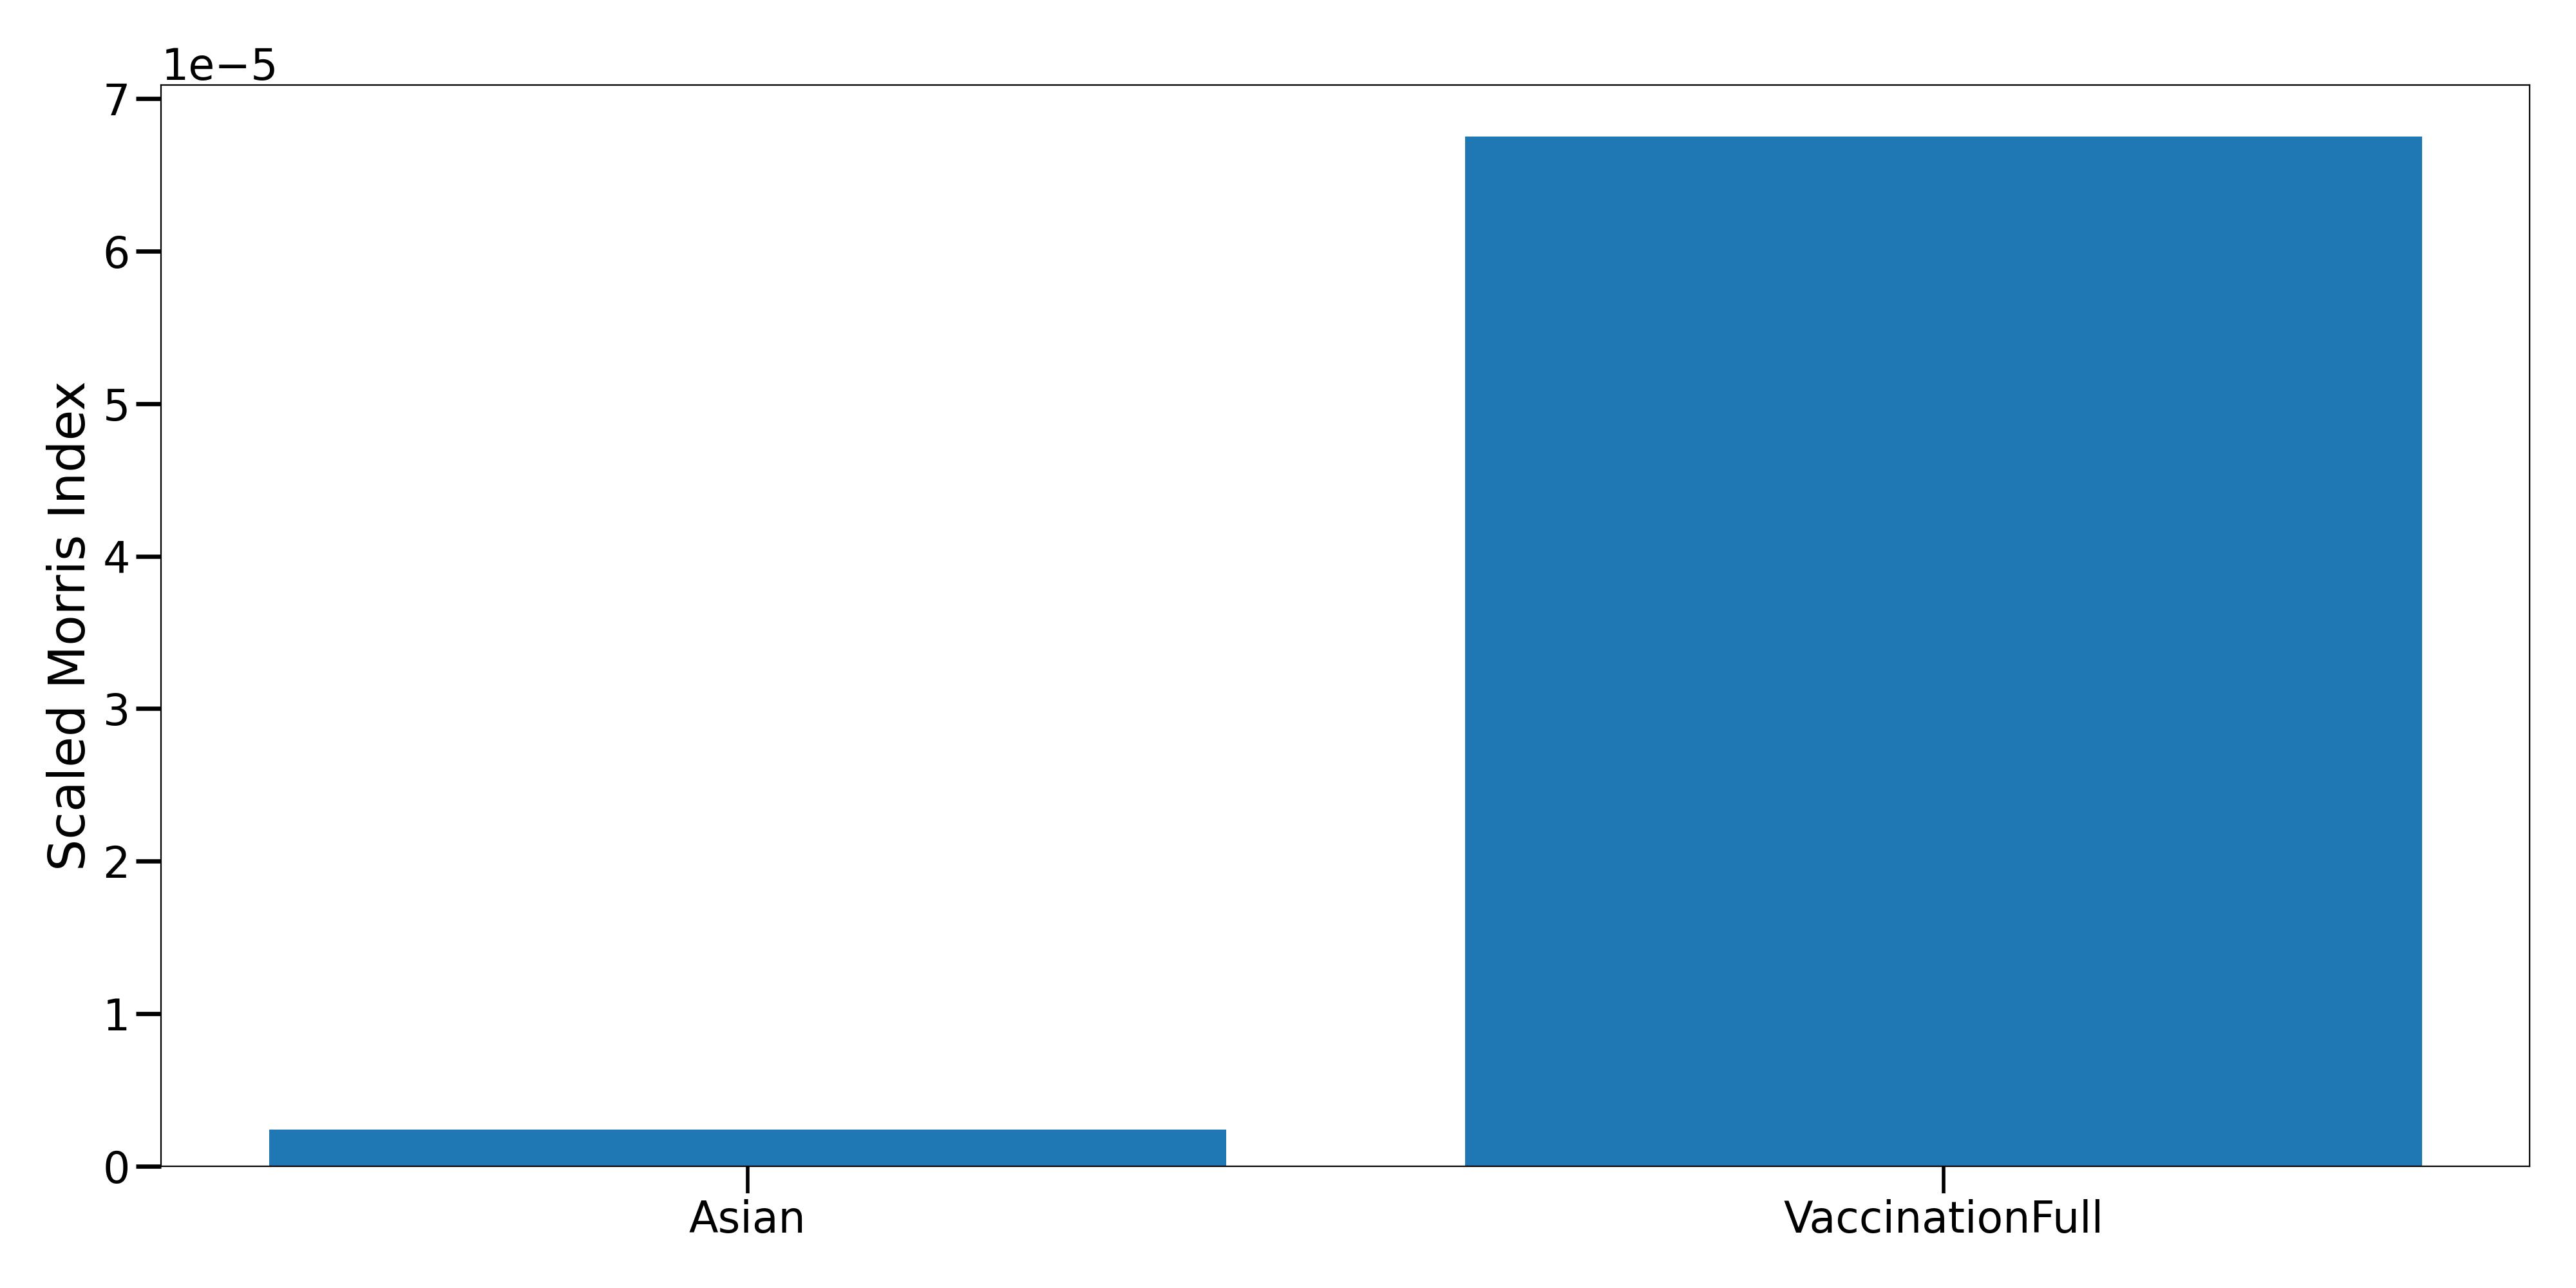 1e−5
7
6
5
4
3
2
1
0
Scaled Morris Index
Asian
VaccinationFull